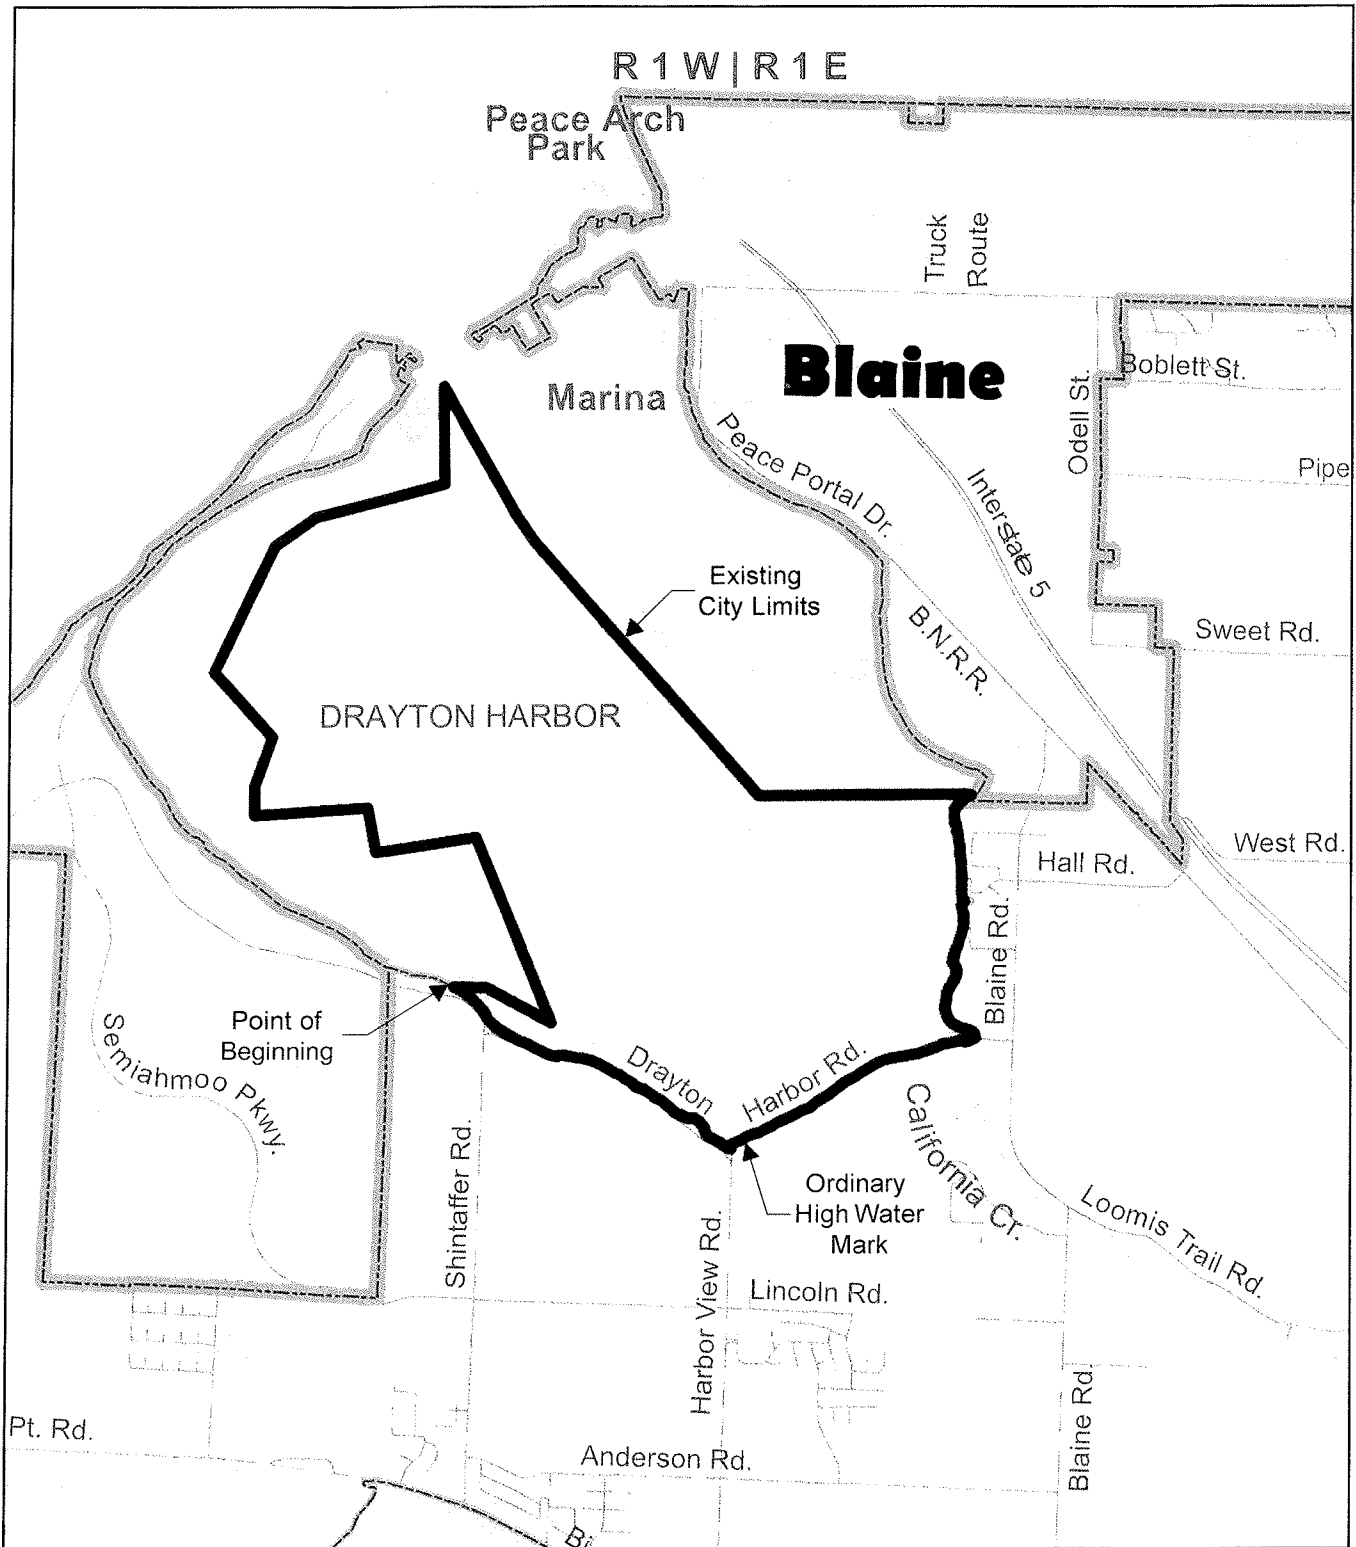 R 1 W | R 1 E
Peace Arch
Park
Truck
Route
Blaine
Marina
Boblett St.
Odell St.
Pipe
Peace Portal Dr.
Interstate 5
Existing
City Limits
B.N.R.R.
Sweet Rd.
DRAYTON HARBOR
West Rd.
Hall Rd.
Blaine Rd.
Point of
Beginning
Semiahmoo Pkwy.
Drayton
Harbor Rd.
California Cr.
Shintaffer Rd.
Ordinary
High Water
Mark
Harbor View Rd.
Loomis Trail Rd.
Lincoln Rd.
Blaine Rd.
Pt. Rd.
Anderson Rd.
Bi